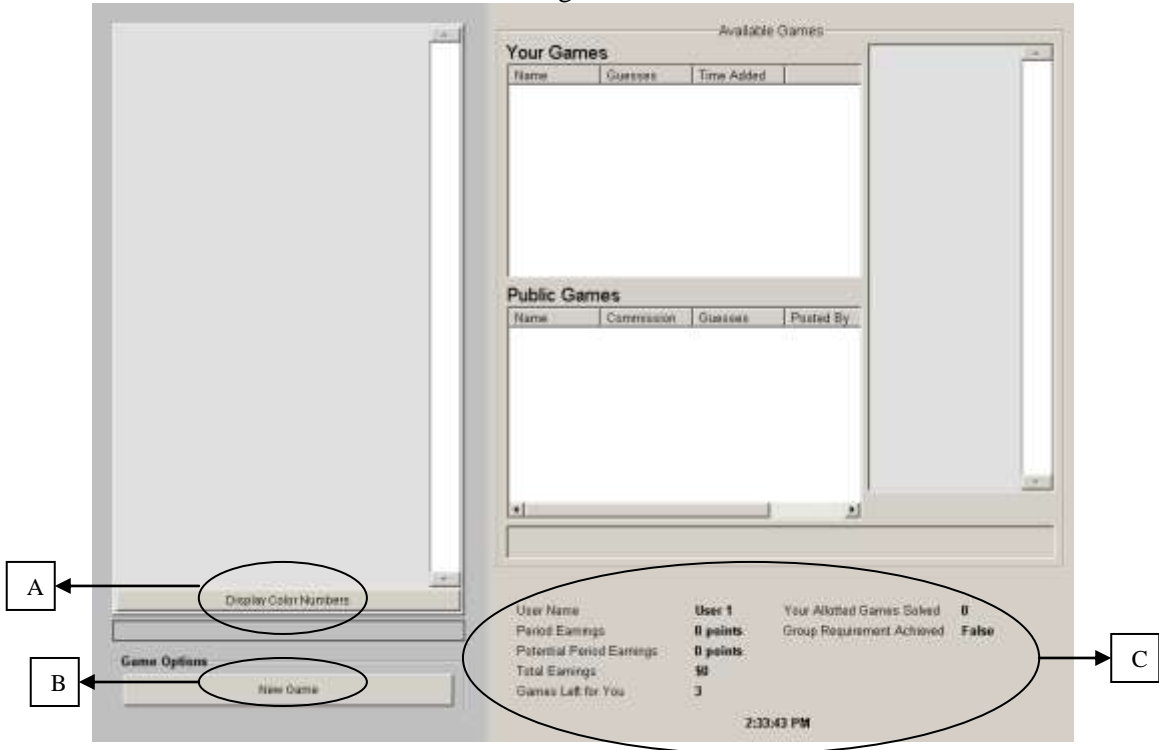 Available Games
Your Games
Name Guesses Time Added
Public Games
Name Commission Guesses Posted By
A
Display Color Numbers
User Name User 1 Your Allotted Games Solved 0
Period Earnings 0 points Group Requirement Achieved False
Potential Period Earnings 0 points
Total Earnings $0
Games Left for You 3
C
Game Options
B
New Game
2:33:43 PM